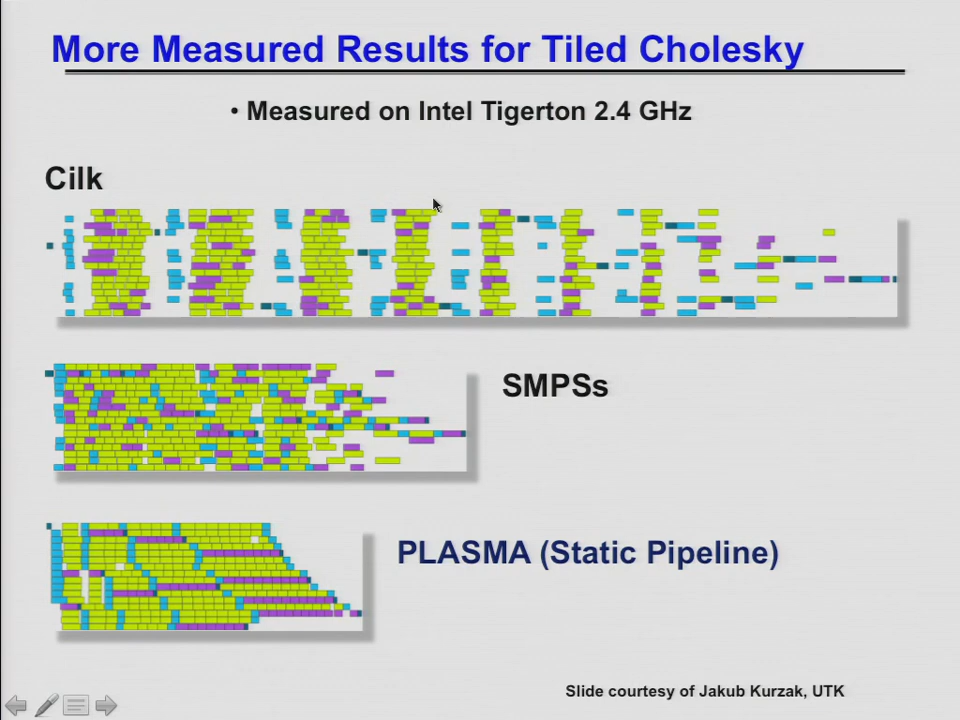 More Measured Results for Tiled Cholesky
• Measured on Intel Tigerton 2.4 GHz
Cilk
SMPSs
PLASMA (Static Pipeline)
Slide courtesy of Jakub Kurzak, UTK